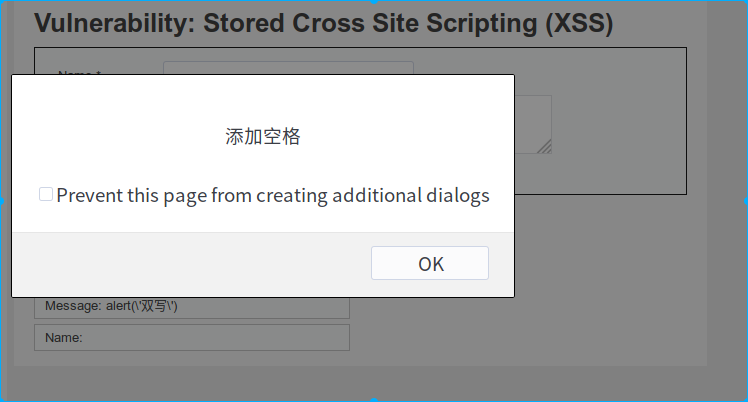 Vulnerability: Stored Cross Site Scripting (XSS)
Name *
添加空格
Prevent this page from creating additional dialogs
OK
Message: alert(\'双写\')
Name: